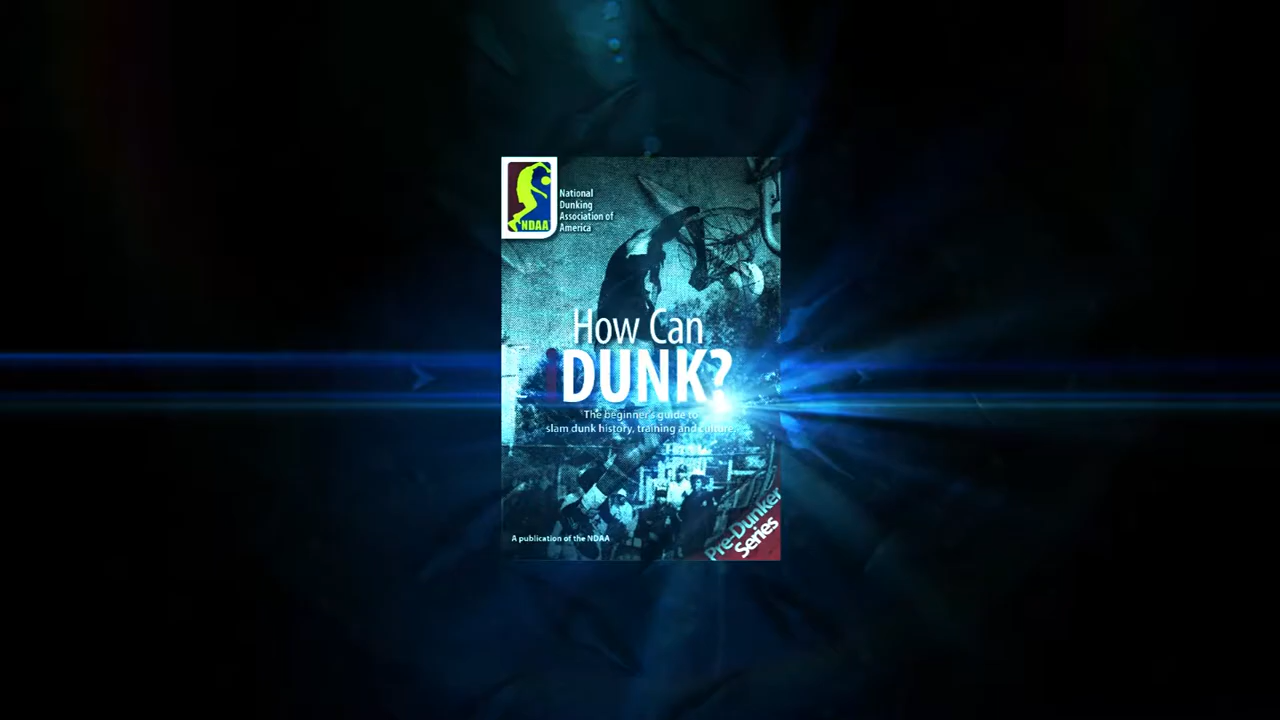 NDAA
National
Dunking
Association of
America
How Can
iDUNK?
The beginner's guide to
slam dunk history, training and culture.
A publication of the NDAA
Pre-Dunker
Series